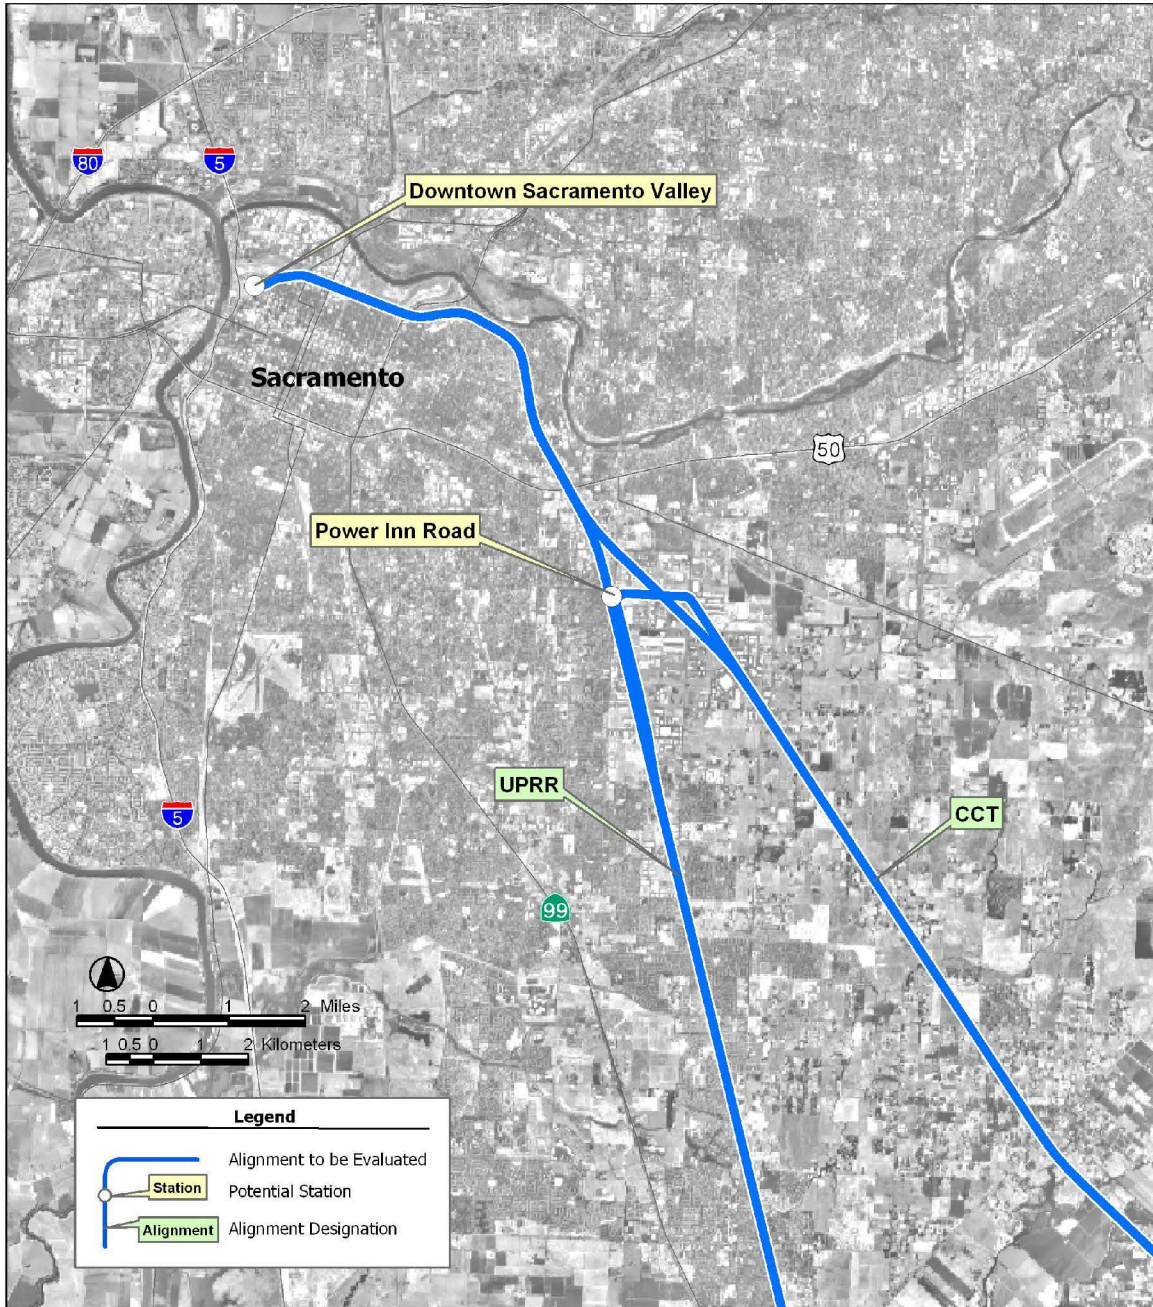 80
5
Downtown Sacramento Valley
Sacramento
50
Power Inn Road
UPRR
CCT
5
99
1 0.5 0 1 2 Miles
1 0.5 0 1 2 Kilometers
Legend
Alignment to be Evaluated
Station Potential Station
Alignment Alignment Designation